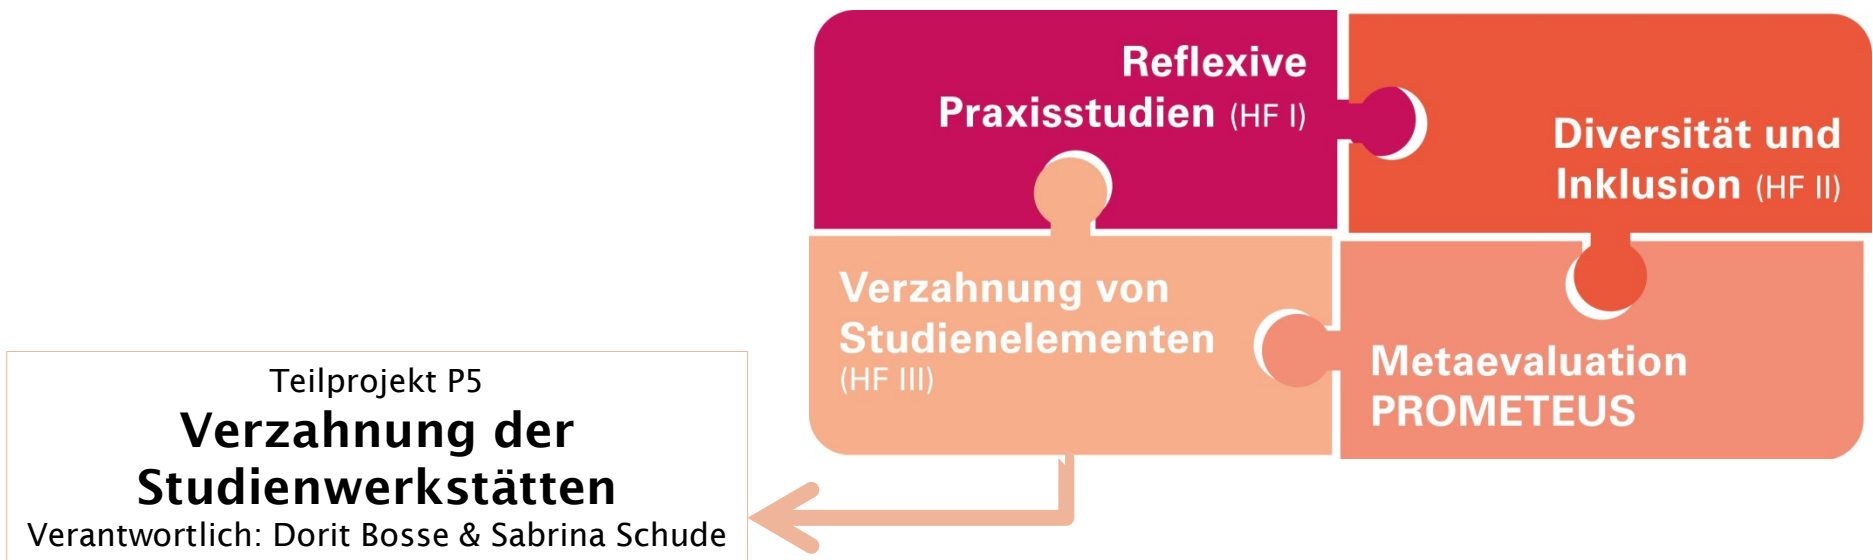 Reflexive
Praxisstudien (HF I)
Diversität und
Inklusion (HF II)
Verzahnung von
Studienelementen
(HF III)
Metaevaluation
PROMETEUS
Teilprojekt P5
Verzahnung der
Studienwerkstätten
Verantwortlich: Dorit Bosse & Sabrina Schude